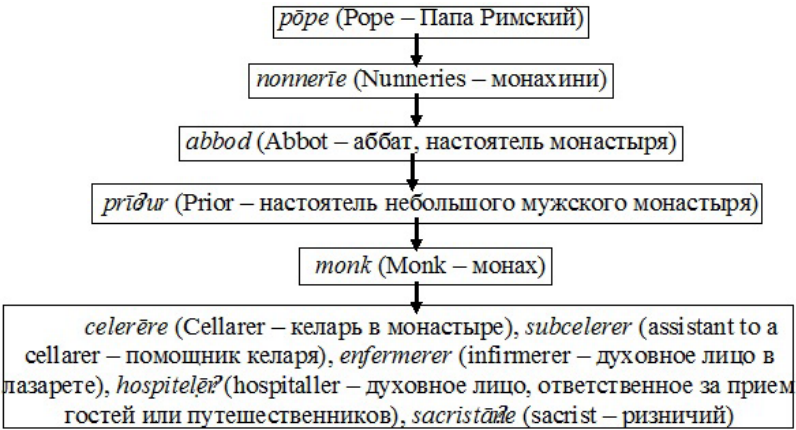 pōpe (Pope – Папа Римский)
nonnerīe (Nunneries – монахини)
abbod (Abbot – аббат, настоятель монастыря)
(Prior – настоятель небольшого мужского монастыря)
monk (Monk – монах)
celerēre (Cellarer – келарь в монастыре), subcelerer (assistant to a
cellarer – помощник келаря), enfermerer (infirmerer – духовное лицо в
лазарете), (hospitaller – духовное лицо, ответственное за прием
гостей или путешественников), (sacrist – ризничий)